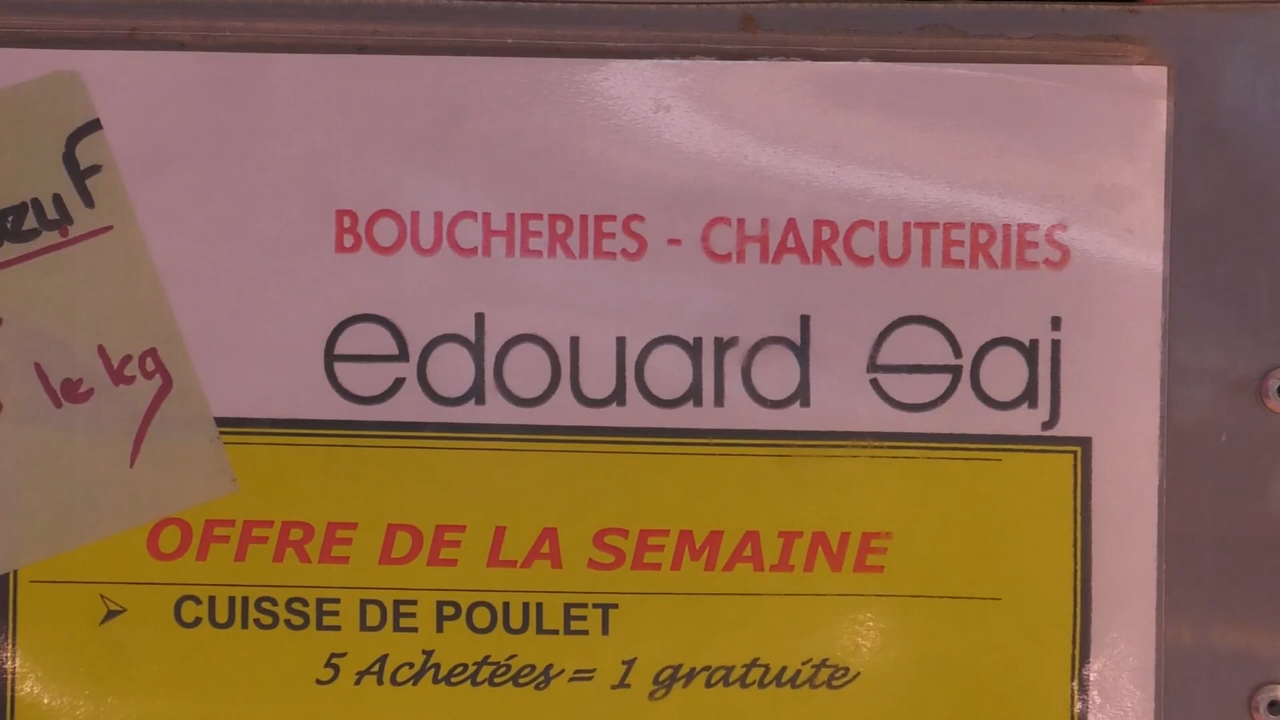 le kg
BOUCHERIES - CHARCUTERIES
edouard Saj
OFFRE DE LA SEMAINE
➢ CUISSE DE POULET
5 Achetées = 1 gratuite